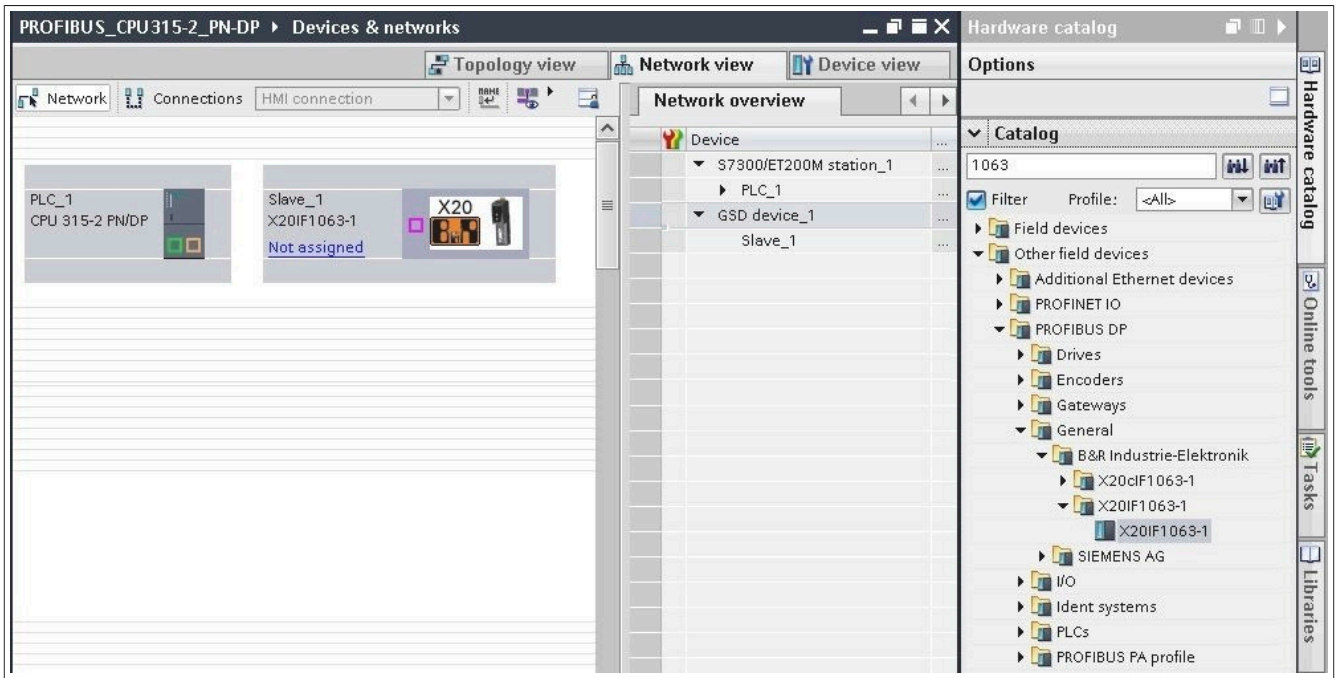 PROFIBUS_CPU315-2_PN-DP Devices & networks
Topology view
Network view
Device view
Network
Connections
HMI connection
NAME
Network overview
Device
...
S7300/ET200M station_1
...
PLC_1
...
GSD device_1
...
Slave_1
...
PLC_1
CPU 315-2 PN/DP
Slave_1
X20IF1063-1
Not assigned
X20
B&R
Hardware catalog
Options
Catalog
1063
Filter
Profile:
<All>
Field devices
Other field devices
Additional Ethernet devices
PROFINET IO
PROFIBUS DP
Drives
Encoders
Gateways
General
B&R Industrie-Elektronik
X20cIF1063-1
X20IF1063-1
X20IF1063-1
SIEMENS AG
I/O
Ident systems
PLCs
PROFIBUS PA profile
Hardware catalog
Online tools
Tasks
Libraries